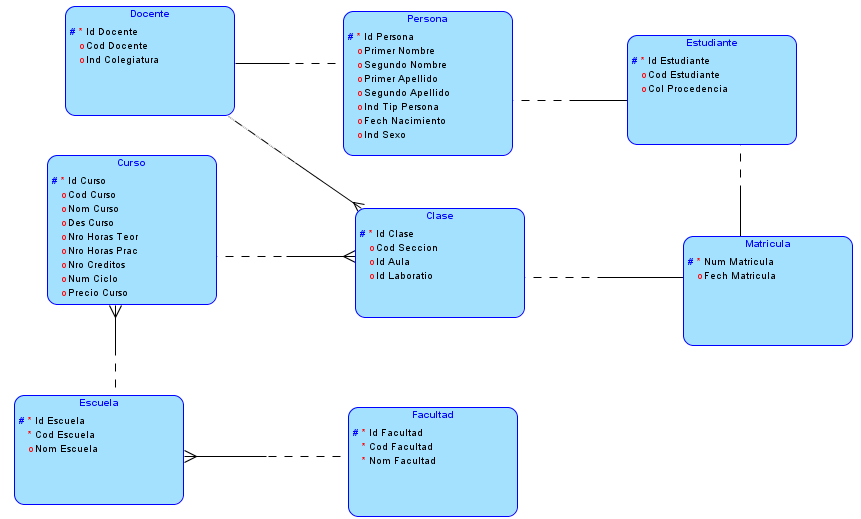 Docente
# * Id Docente
o Cod Docente
o Ind Colegiatura
Persona
# * Id Persona
o Primer Nombre
o Segundo Nombre
o Primer Apellido
o Segundo Apellido
o Ind Tip Persona
o Fech Nacimiento
o Ind Sexo
Estudiante
# * Id Estudiante
o Cod Estudiante
o Col Procedencia
Curso
# * Id Curso
o Cod Curso
o Nom Curso
o Des Curso
o Nro Horas Teor
o Nro Horas Prac
o Nro Creditos
o Num Ciclo
o Precio Curso
Clase
# * Id Clase
o Cod Seccion
o Id Aula
o Id Laboratio
Matricula
# * Num Matricula
o Fech Matricula
Escuela
# * Id Escuela
* Cod Escuela
o Nom Escuela
Facultad
# * Id Facultad
* Cod Facultad
* Nom Facultad